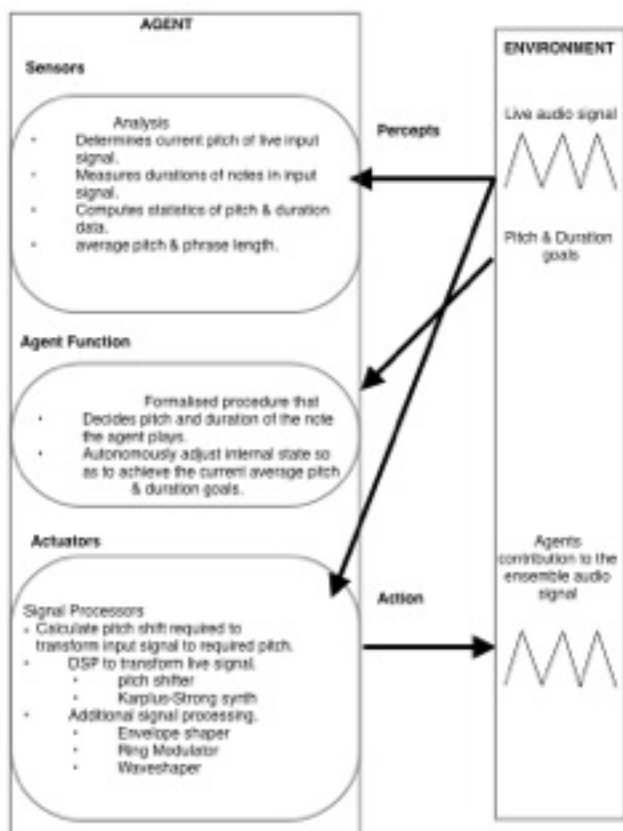 AGENT
Sensors
Analysis
• Determines current pitch of live input
signal.
• Measures durations of notes in input
signal.
• Computes statistics of pitch & duration
data.
• average pitch & phrase length.
Agent Function
Formalised procedure that
• Decides pitch and duration of the note
the agent plays.
• Autonomously adjust internal state so
as to achieve the current average pitch
& duration goals.
Actuators
Signal Processors
• Calculate pitch shift required to
transform input signal to required pitch.
• DSP to transform live signal.
• pitch shifter
• Karplus-Strong synth
• Additional signal processing.
• Envelope shaper
• Ring Modulator
• Waveshaper
Percepts
Action
ENVIRONMENT
Live audio signal
Pitch & Duration
goals
Agents
contribution to the
ensemble audio
signal